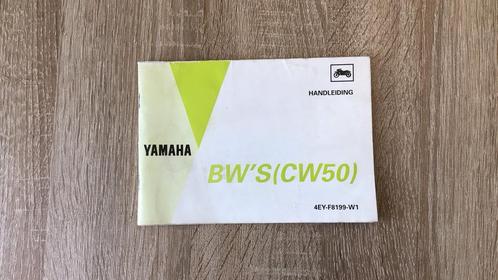 HANDLEIDING
YAMAHA
BW'S(CW50)
4EY-F8199-W1